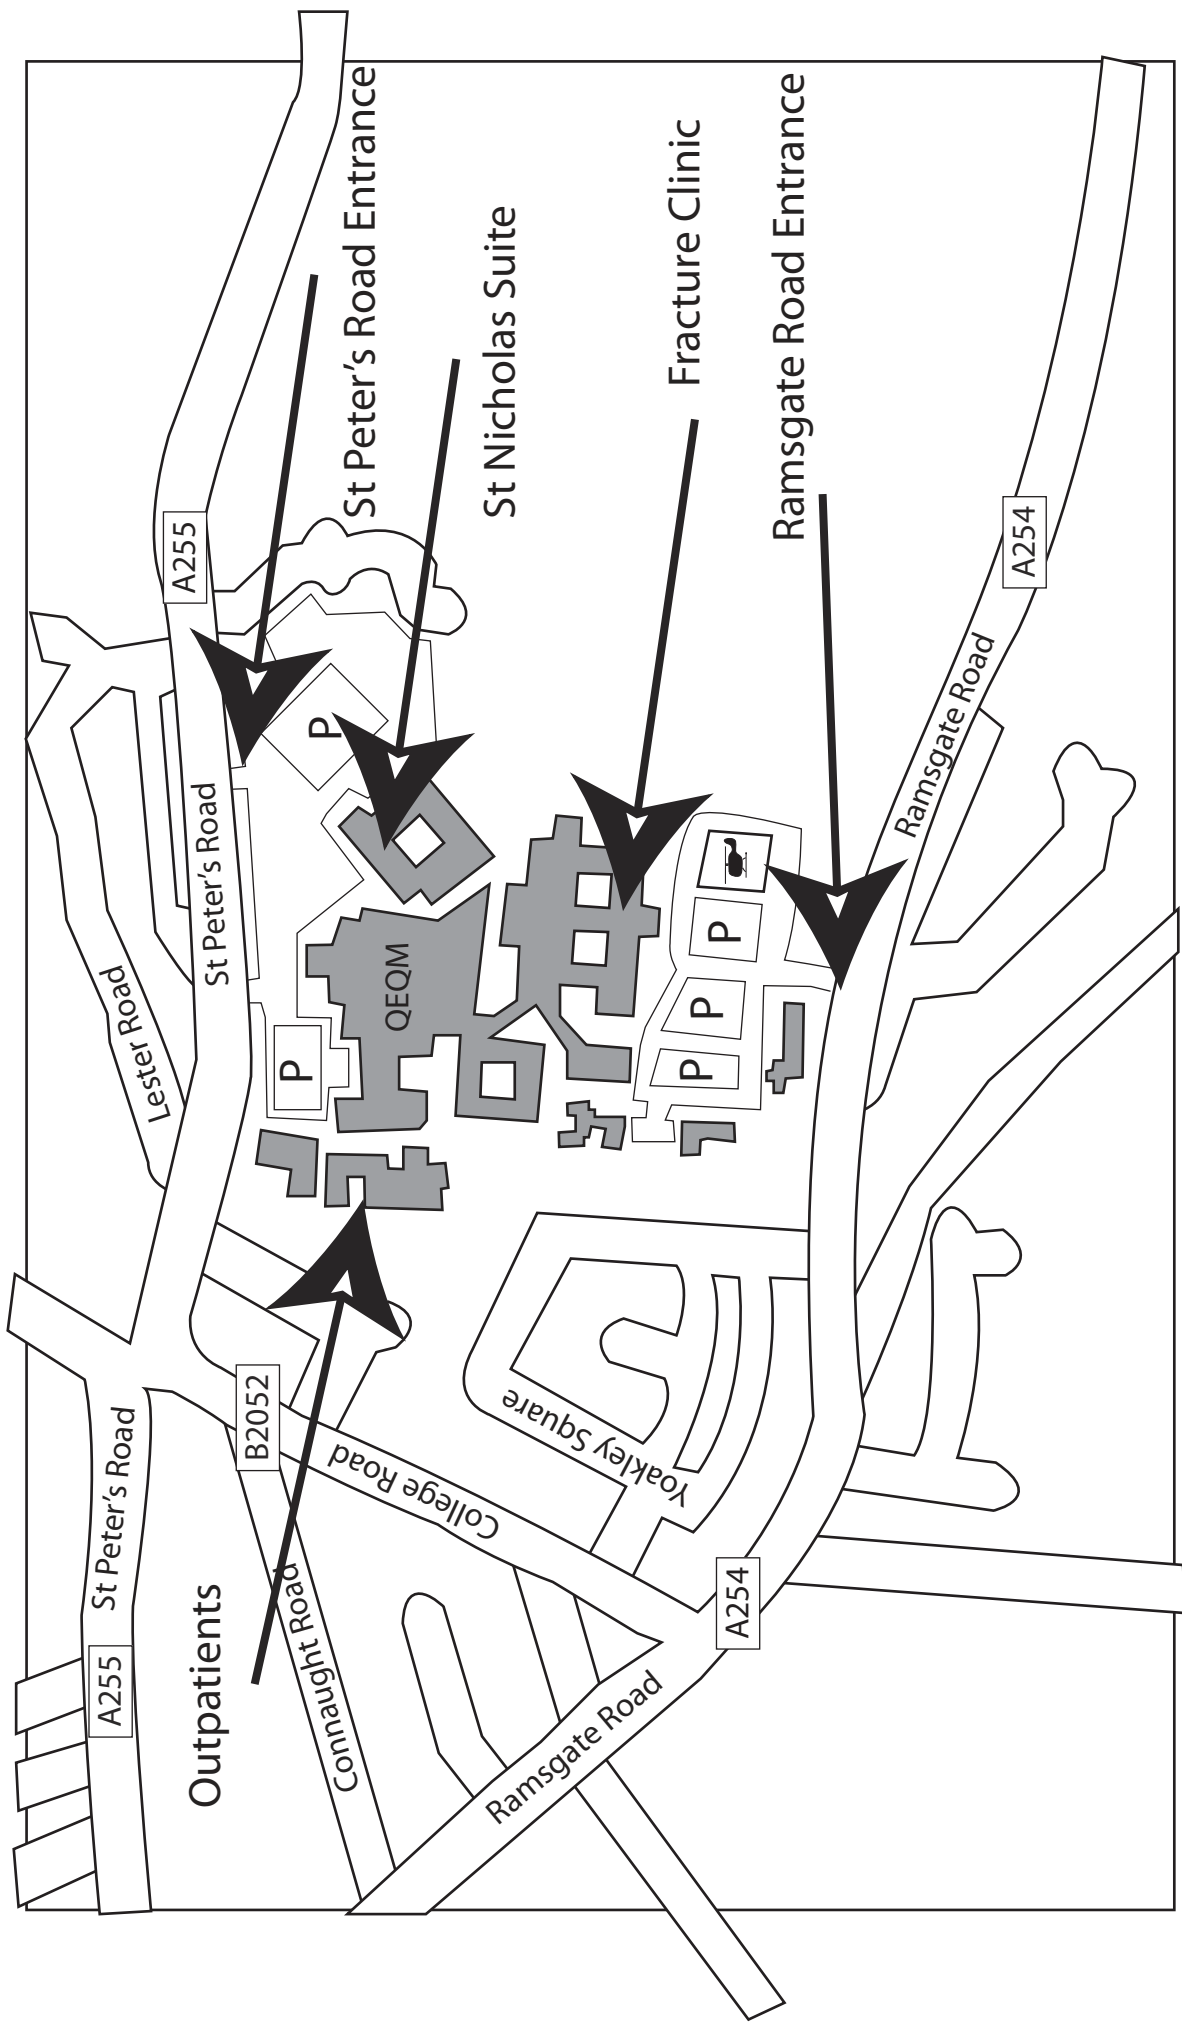 A255
St Peter's Road
Lester Road
A255
Outpatients
St Peter's Road
B2052
P
Connaught Road
P
St Peter's Road Entrance
QEQM
College Road
St Nicholas Suite
Ramsgate Road
Yoakley Square
Fracture Clinic
P
P
P
A254
Ramsgate Road Entrance
Ramsgate Road
A254